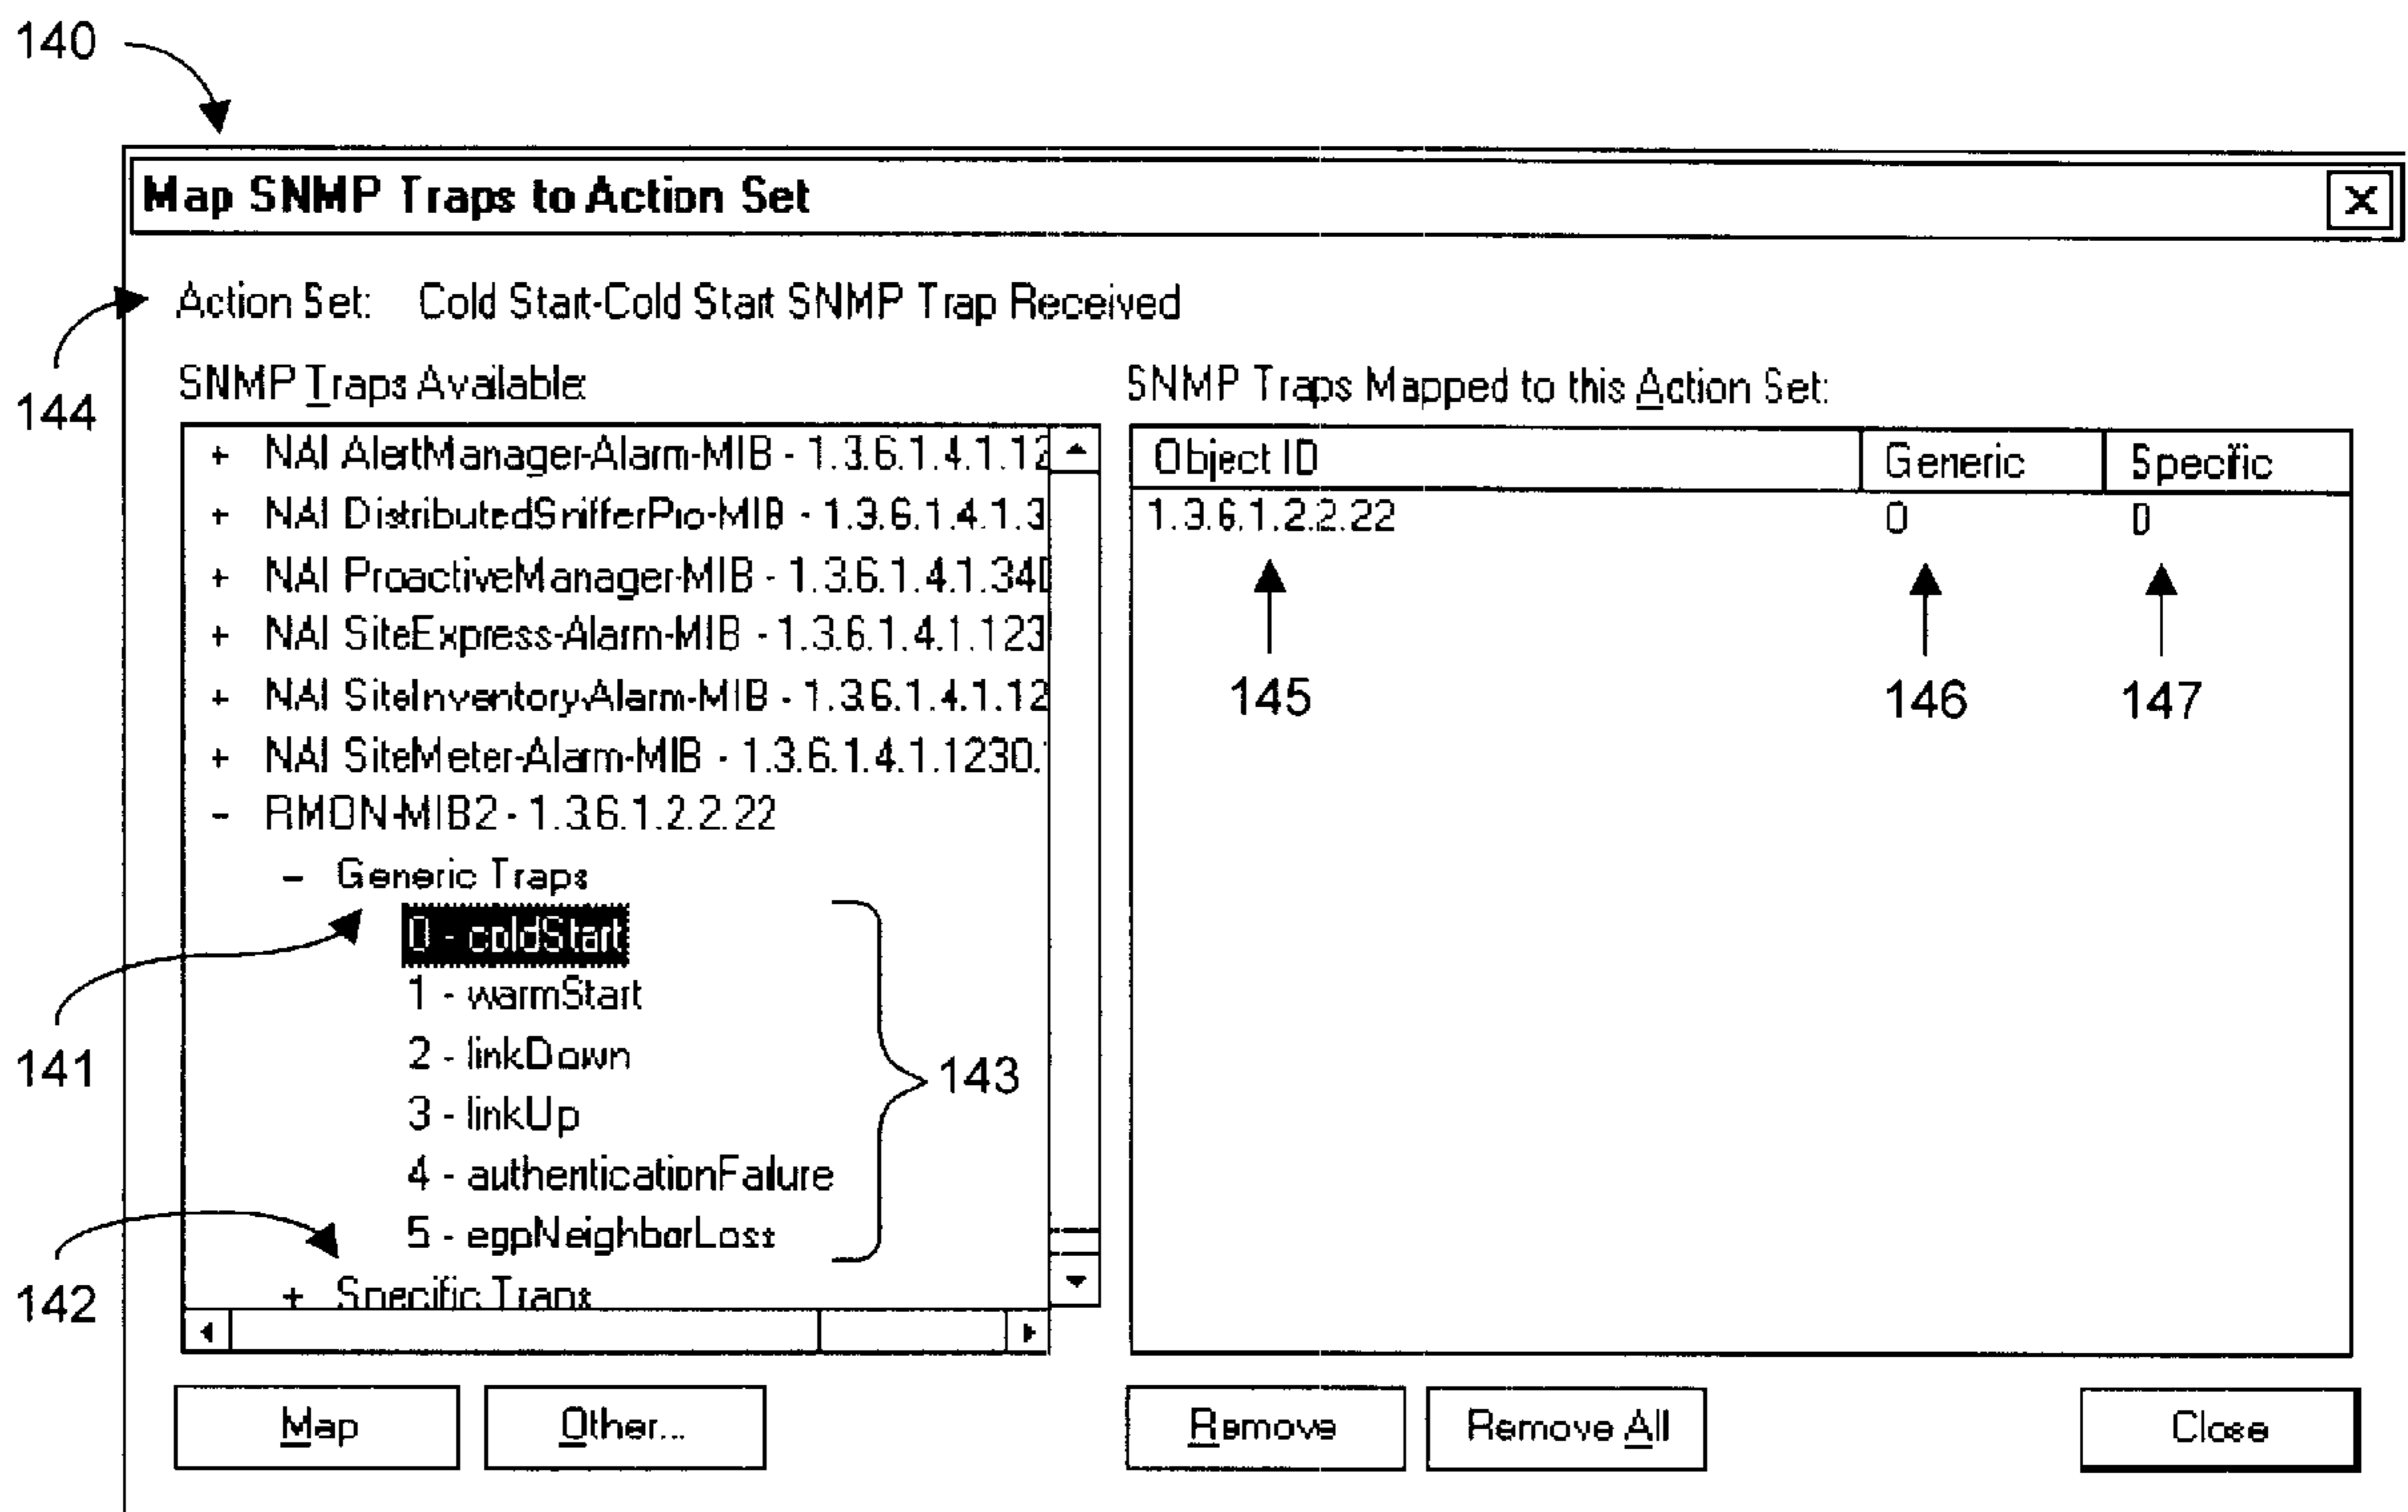 140
Map SNMP Traps to Action Set
Action Set: Cold Start-Cold Start SNMP Trap Received
144
SNMP Traps Available:
+ NAI AlertManager-Alarm-MIB - 1.3.6.1.4.1.12
+ NAI DistributedSnifferPro-MIB - 1.3.6.1.4.1.3
+ NAI ProactiveManager-MIB - 1.3.6.1.4.1.340
+ NAI SiteExpress-Alarm-MIB - 1.3.6.1.4.1.123
+ NAI SiteInventory-Alarm-MIB - 1.3.6.1.4.1.12
+ NAI SiteMeter-Alarm-MIB - 1.3.6.1.4.1.1230.
- RMON-MIB2 - 1.3.6.1.2.2.22
- Generic Traps
0 - coldStart
1 - warmStart
2 - linkDown
3 - linkUp
4 - authenticationFailure
5 - egpNeighborLoss
+ Specific Traps
141
142
143
SNMP Traps Mapped to this Action Set:
Object ID Generic Specific
1.3.6.1.2.2.22 0 0
145 146 147
Map Other... Remove Remove All Close